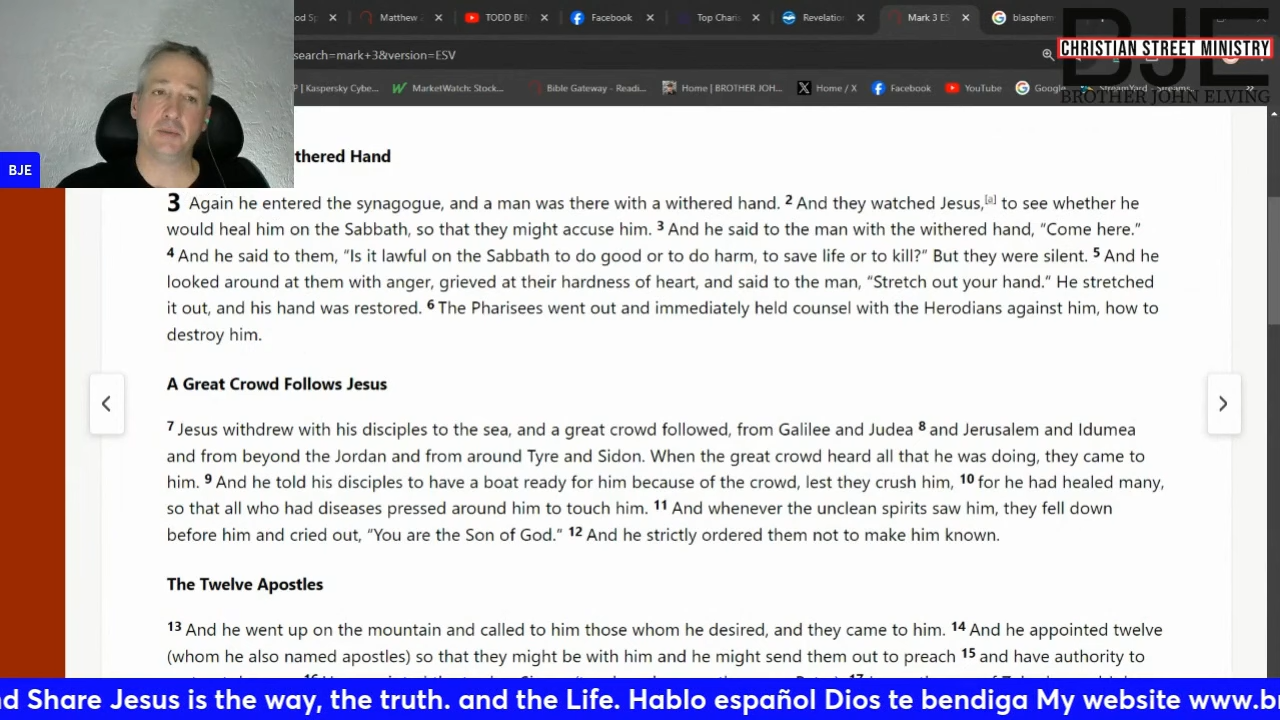 od Sp
Matthew
TODD BE
Facebook
Top Chan
Revelatior
Mark 3 ES
blasphem
search=mark+3&version=ESV
CHRISTIAN STREET MINISTRY
BJE
BROTHER JOHN ELVING
P | Kaspersky Cybe...
MarketWatch: Stock...
Bible Gateway - Readi...
Home | BROTHER JOH...
Home / X
Facebook
YouTube
Google
StreamYard - Streams..
BJE
thered Hand
3 Again he entered the synagogue, and a man was there with a withered hand. 2 And they watched Jesus,[a] to see whether he
would heal him on the Sabbath, so that they might accuse him. 3 And he said to the man with the withered hand, “Come here.”
4 And he said to them, “Is it lawful on the Sabbath to do good or to do harm, to save life or to kill?” But they were silent. 5 And he
looked around at them with anger, grieved at their hardness of heart, and said to the man, “Stretch out your hand.” He stretched
it out, and his hand was restored. 6 The Pharisees went out and immediately held counsel with the Herodians against him, how to
destroy him.
A Great Crowd Follows Jesus
7 Jesus withdrew with his disciples to the sea, and a great crowd followed, from Galilee and Judea 8 and Jerusalem and Idumea
and from beyond the Jordan and from around Tyre and Sidon. When the great crowd heard all that he was doing, they came to
him. 9 And he told his disciples to have a boat ready for him because of the crowd, lest they crush him, 10 for he had healed many,
so that all who had diseases pressed around him to touch him. 11 And whenever the unclean spirits saw him, they fell down
before him and cried out, “You are the Son of God.” 12 And he strictly ordered them not to make him known.
The Twelve Apostles
13 And he went up on the mountain and called to him those whom he desired, and they came to him. 14 And he appointed twelve
(whom he also named apostles) so that they might be with him and he might send them out to preach 15 and have authority to
nd Share Jesus is the way, the truth. and the Life. Hablo español Dios te bendiga My website www.b